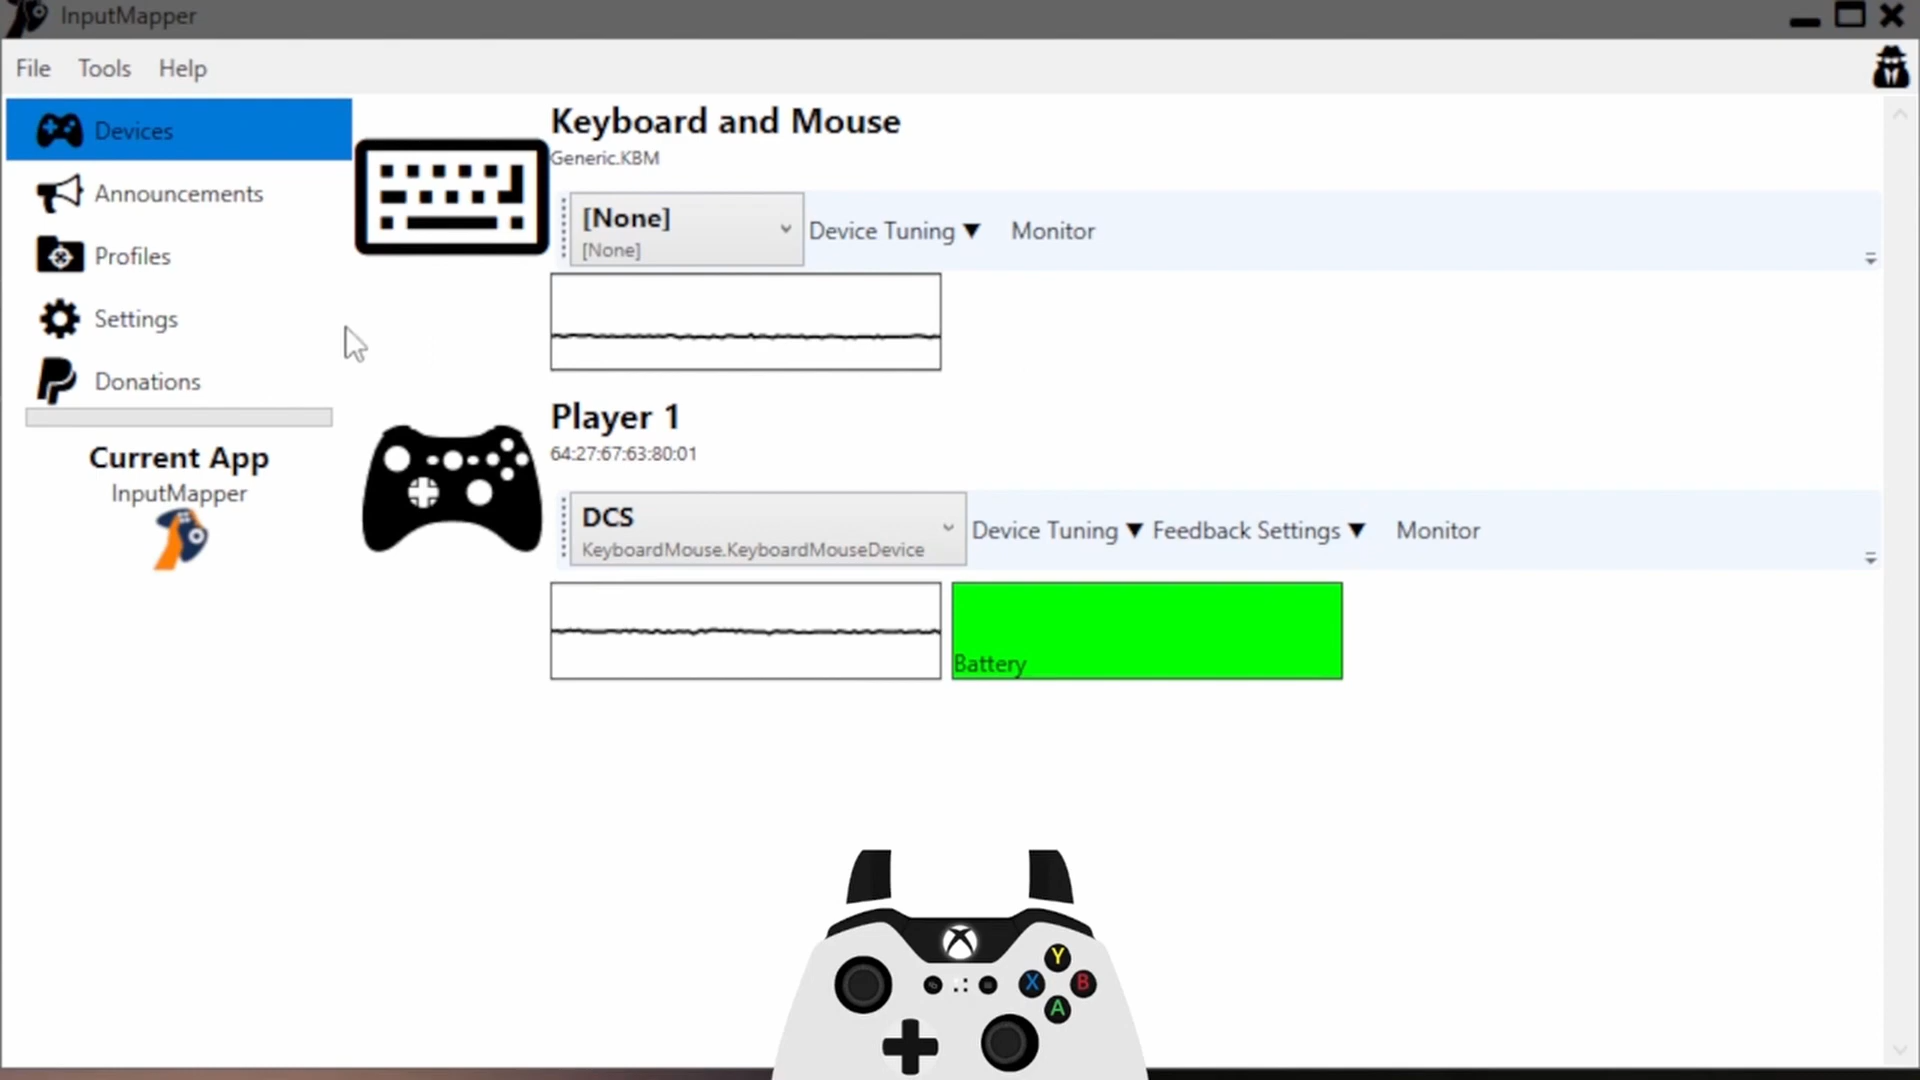 InputMapper
File Tools Help
Devices
Announcements
Profiles
Settings
Donations
Current App
InputMapper
Keyboard and Mouse
Generic.KBM
[None]
[None]
Device Tuning ▼ Monitor
Player 1
64:27:67:63:80:01
DCS
KeyboardMouse.KeyboardMouseDevice
Device Tuning ▼ Feedback Settings ▼ Monitor
Battery
Y
X B
A